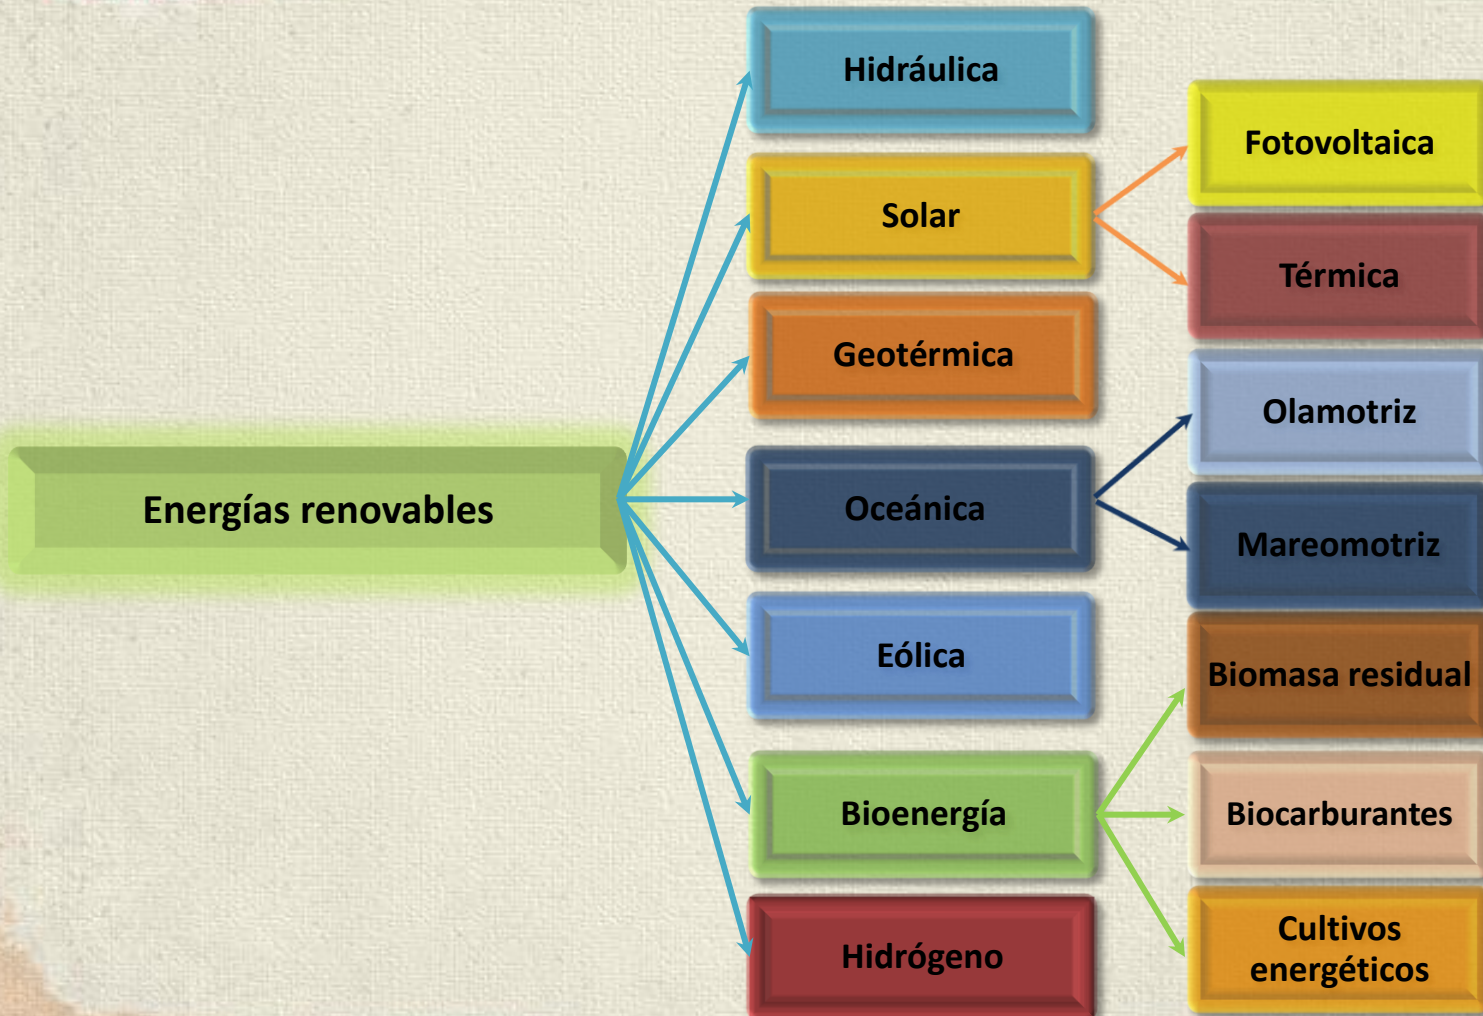 Energías renovables
Hidráulica
Solar
Geotérmica
Oceánica
Eólica
Bioenergía
Hidrógeno
Fotovoltaica
Térmica
Olamotriz
Mareomotriz
Biomasa residual
Biocarburantes
Cultivos
energéticos